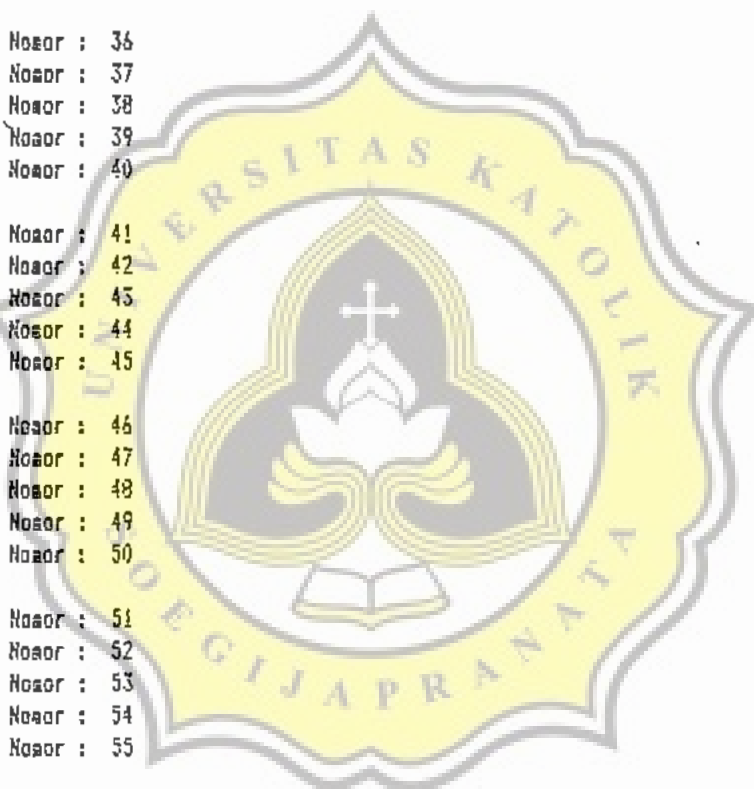 Nomor : 36
Nomor : 37
Nomor : 38
Nomor : 39
Nomor : 40
Nomor : 41
Nomor : 42
Nomor : 43
Nomor : 44
Nomor : 45
Nomor : 46
Nomor : 47
Nomor : 48
Nomor : 49
Nomor : 50
Nomor : 51
Nomor : 52
Nomor : 53
Nomor : 54
Nomor : 55
UNIVERSITAS KATOLIK
SOEGIJAPRANATA